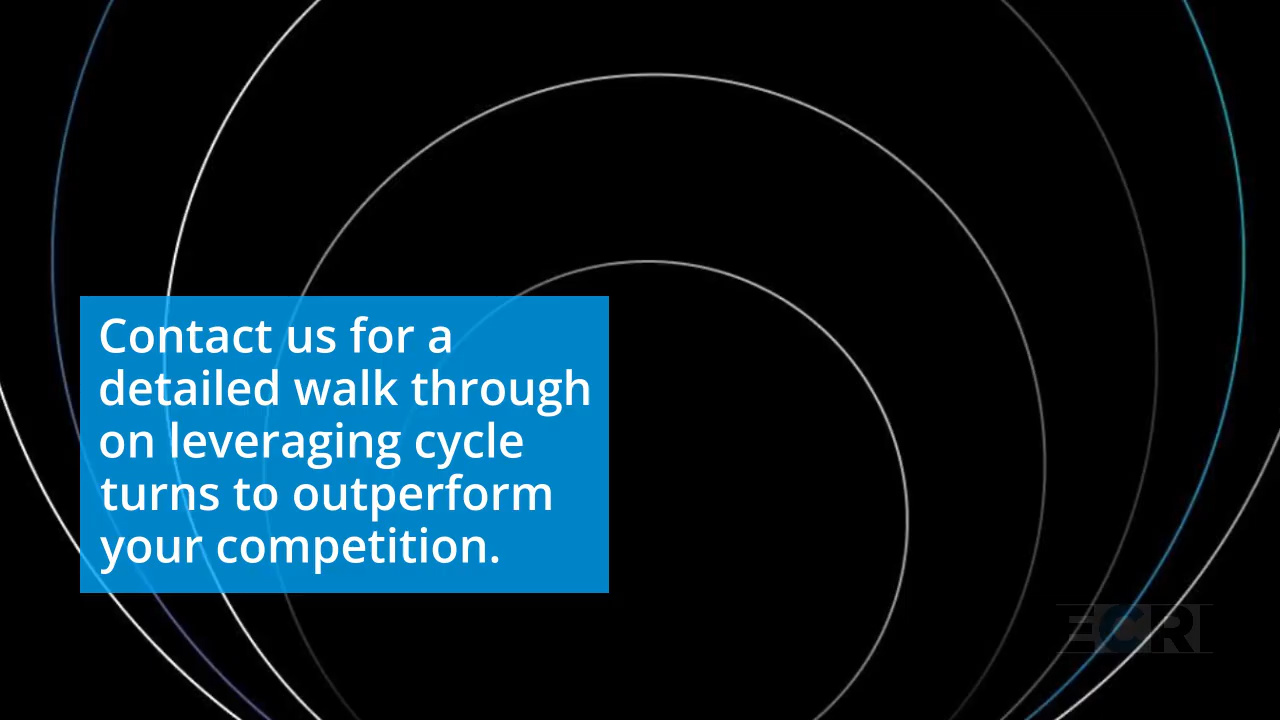 Contact us for a
detailed walk through
on leveraging cycle
turns to outperform
your competition.
ECRI